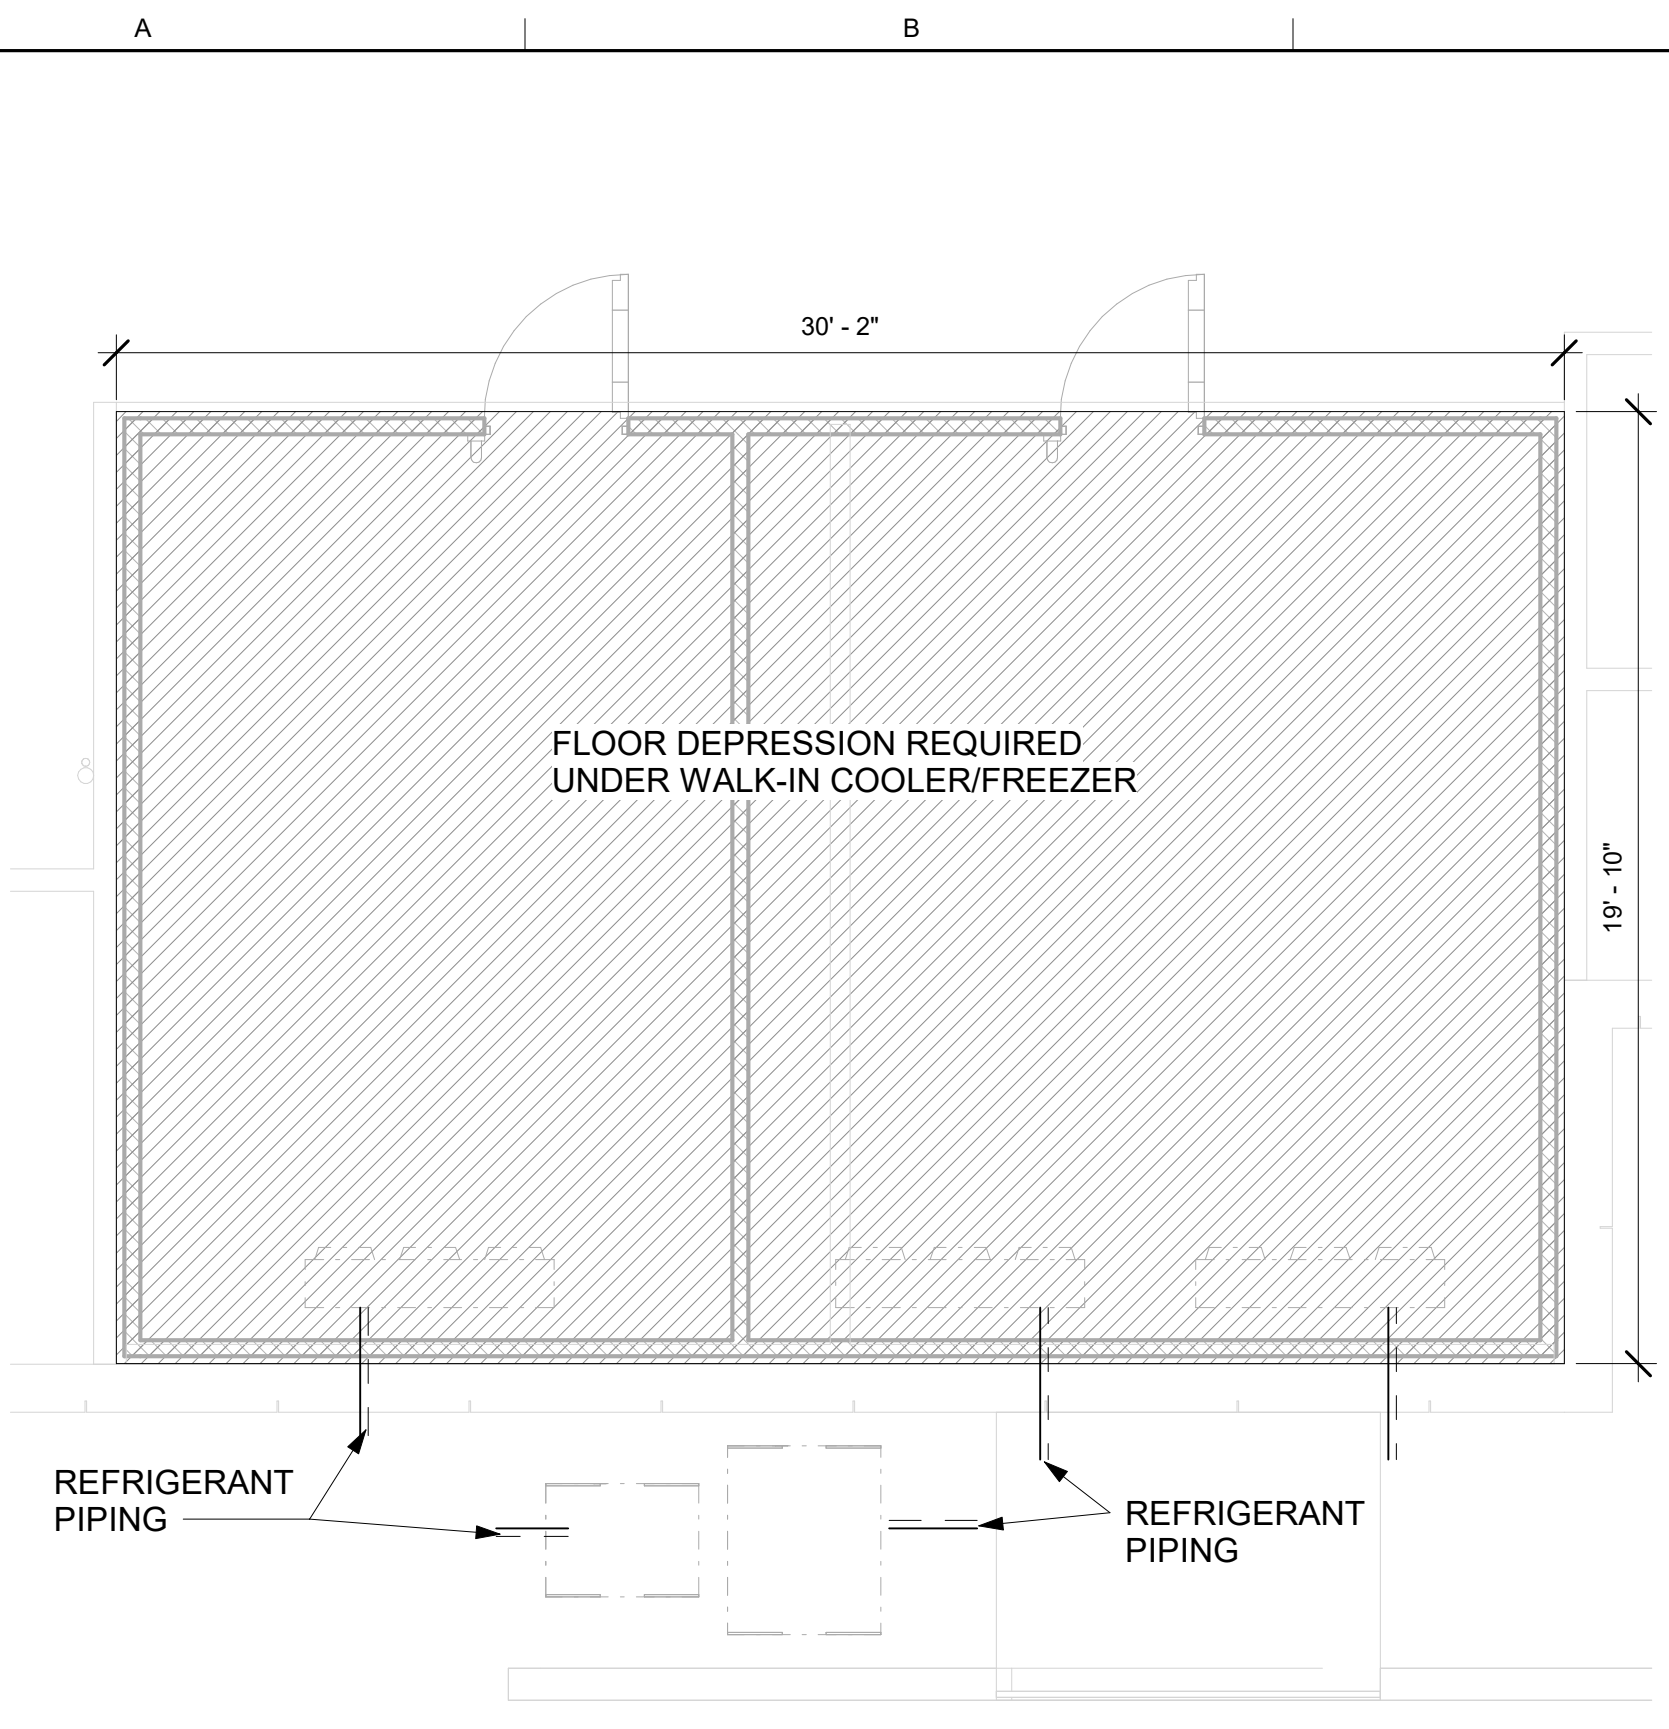 A
B
30' - 2"
FLOOR DEPRESSION REQUIRED
UNDER WALK-IN COOLER/FREEZER
19' - 10"
REFRIGERANT
PIPING
REFRIGERANT
PIPING